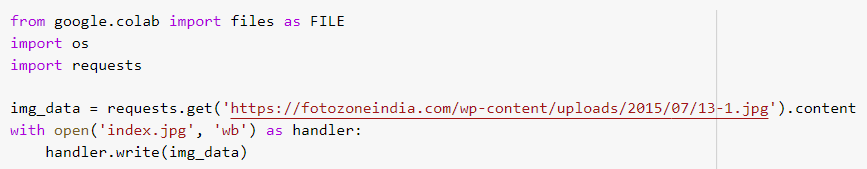 from google.colab import files as FILE
import os
import requests
img_data = requests.get('https://fotozoneindia.com/wp-content/uploads/2015/07/13-1.jpg').content
with open('index.jpg', 'wb') as handler:
    handler.write(img_data)